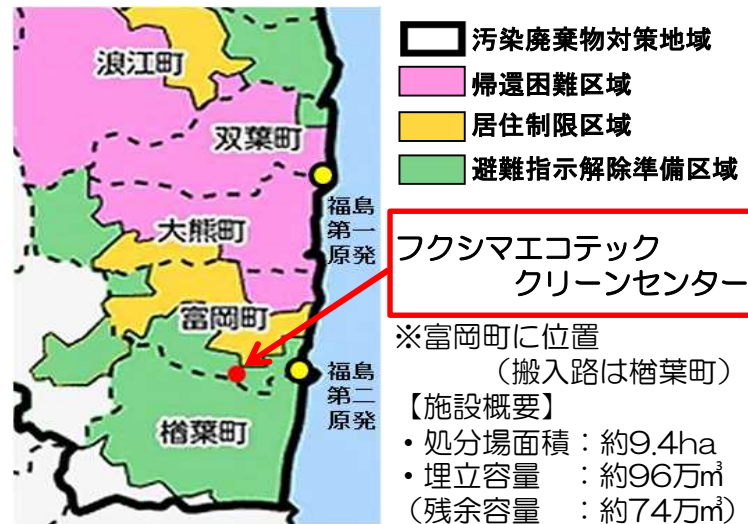 浪江町
双葉町
福島
第一
原発
大熊町
富岡町
福島
第二
原発
楢葉町
汚染廃棄物対策地域
帰還困難区域
居住制限区域
避難指示解除準備区域
フクシマエコテック
クリーンセンター
※富岡町に位置
（搬入路は楢葉町）
【施設概要】
・処分場面積：約9.4ha
・埋立容量　：約96万㎥
（残余容量　：約74万㎥）